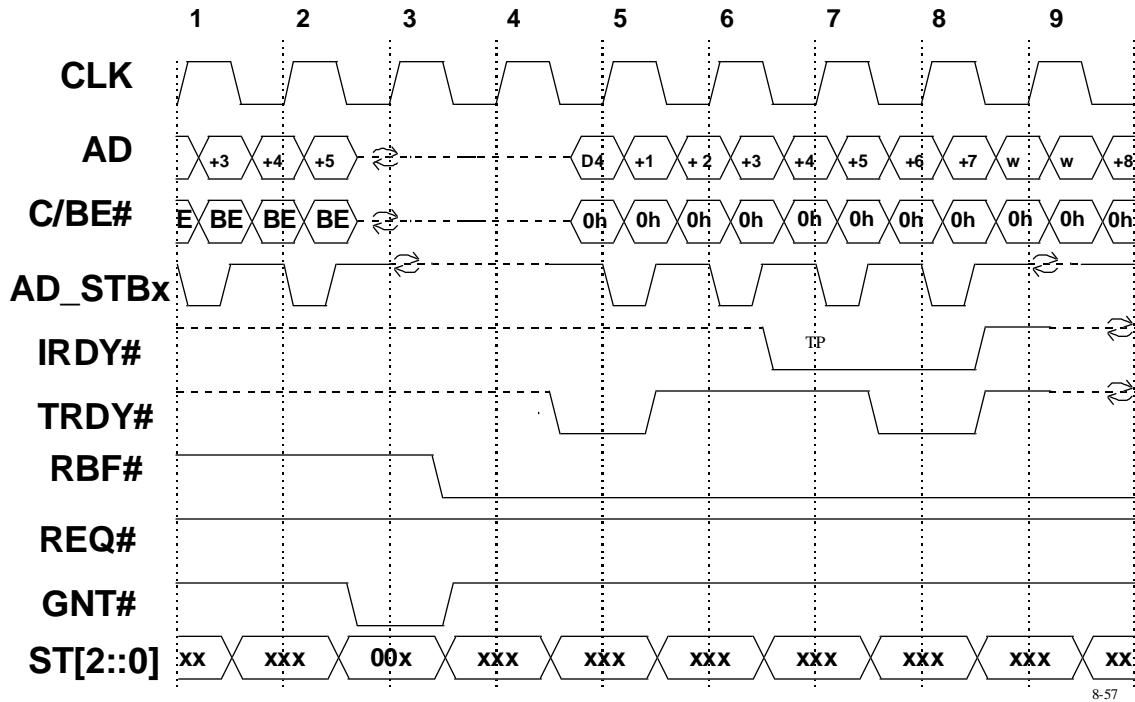 1 2 3 4 5 6 7 8 9
CLK
AD +3 +4 +5 D4 +1 + 2 +3 +4 +5 +6 +7 w w +8
C/BE# E BE BE BE 0h 0h 0h 0h 0h 0h 0h 0h 0h 0h 0h
AD_STBx
IRDY# TP
TRDY#
RBF#
REQ#
GNT#
ST[2::0] xx xxx 00x xxx xxx xxx xxx xxx xxx xx
8-57